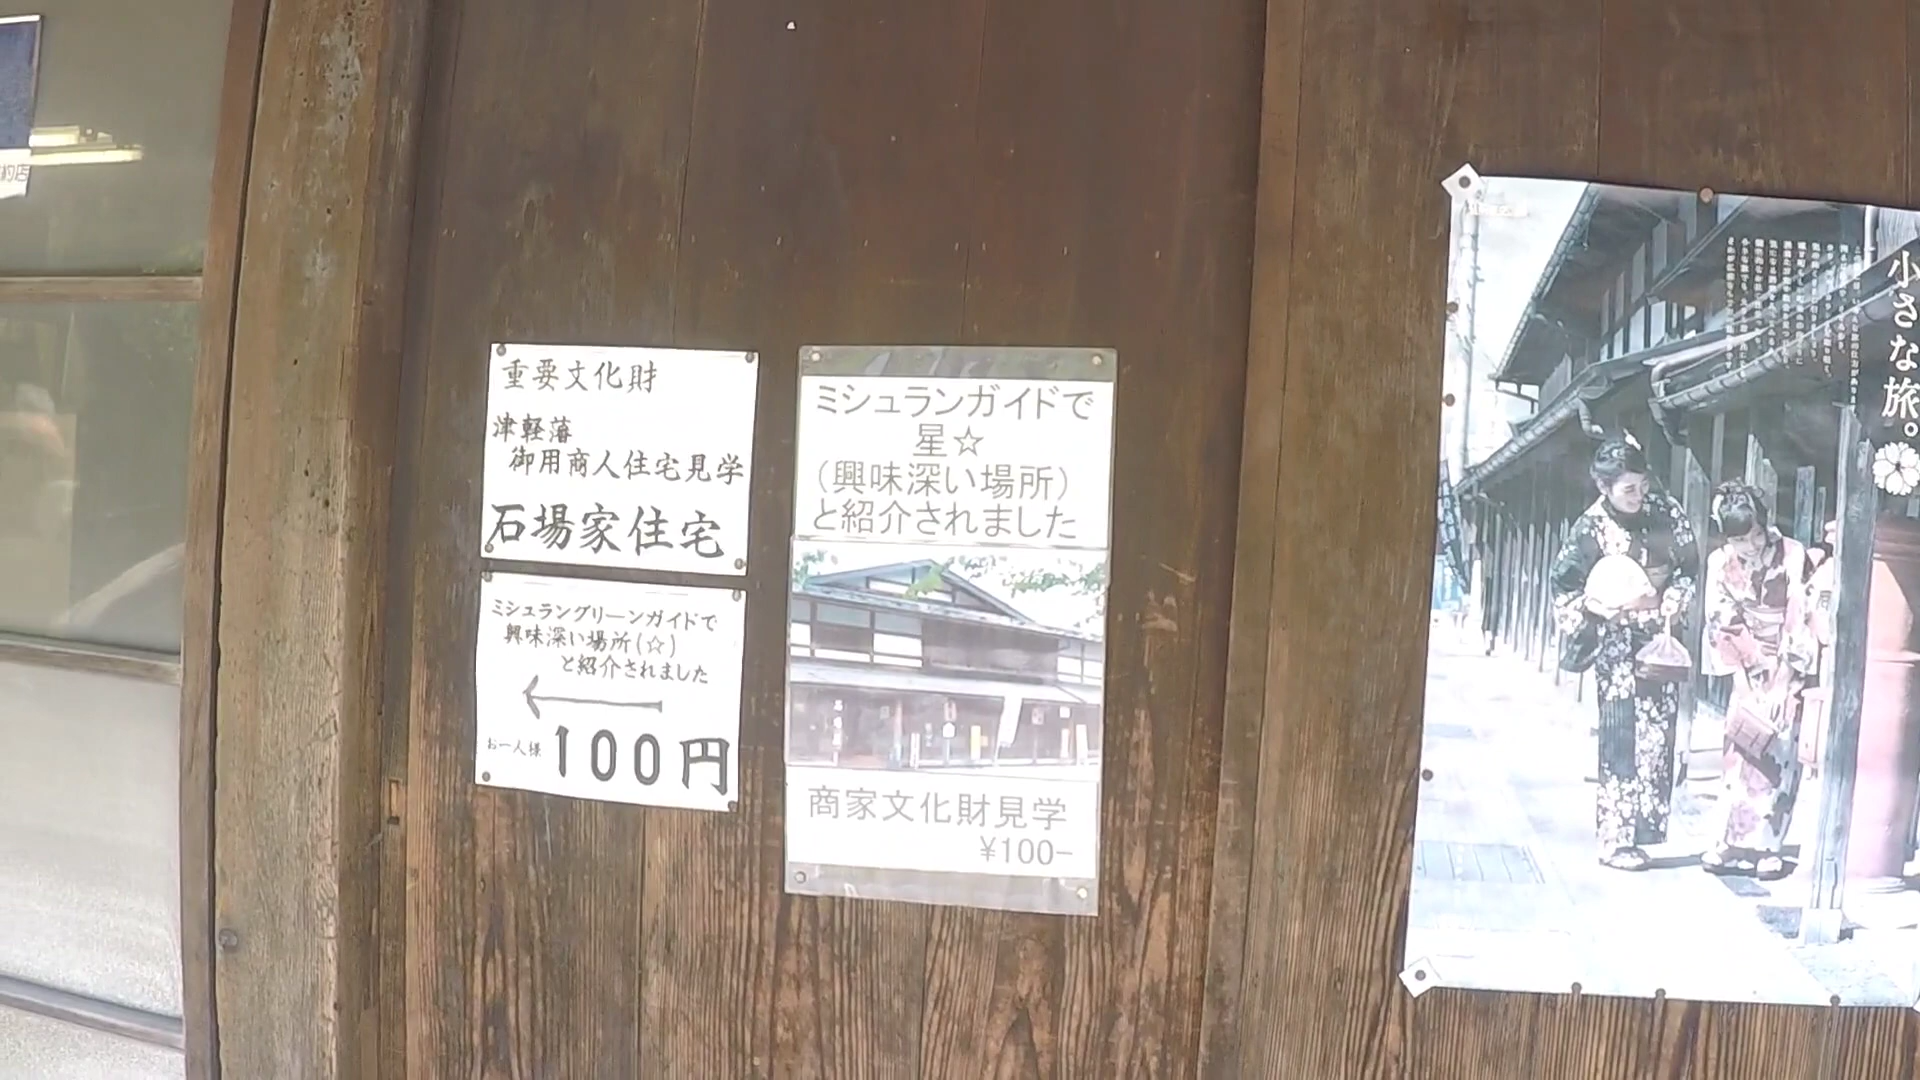 約店
重要文化財
津軽藩
御用商人住宅見学
石場家住宅
ミシュラングリーンガイドで
興味深い場所(☆)
と紹介されました
お一人様 100円
ミシュランガイドで
星☆
(興味深い場所)
と紹介されました
商家文化財見学
¥100-
小さな旅。